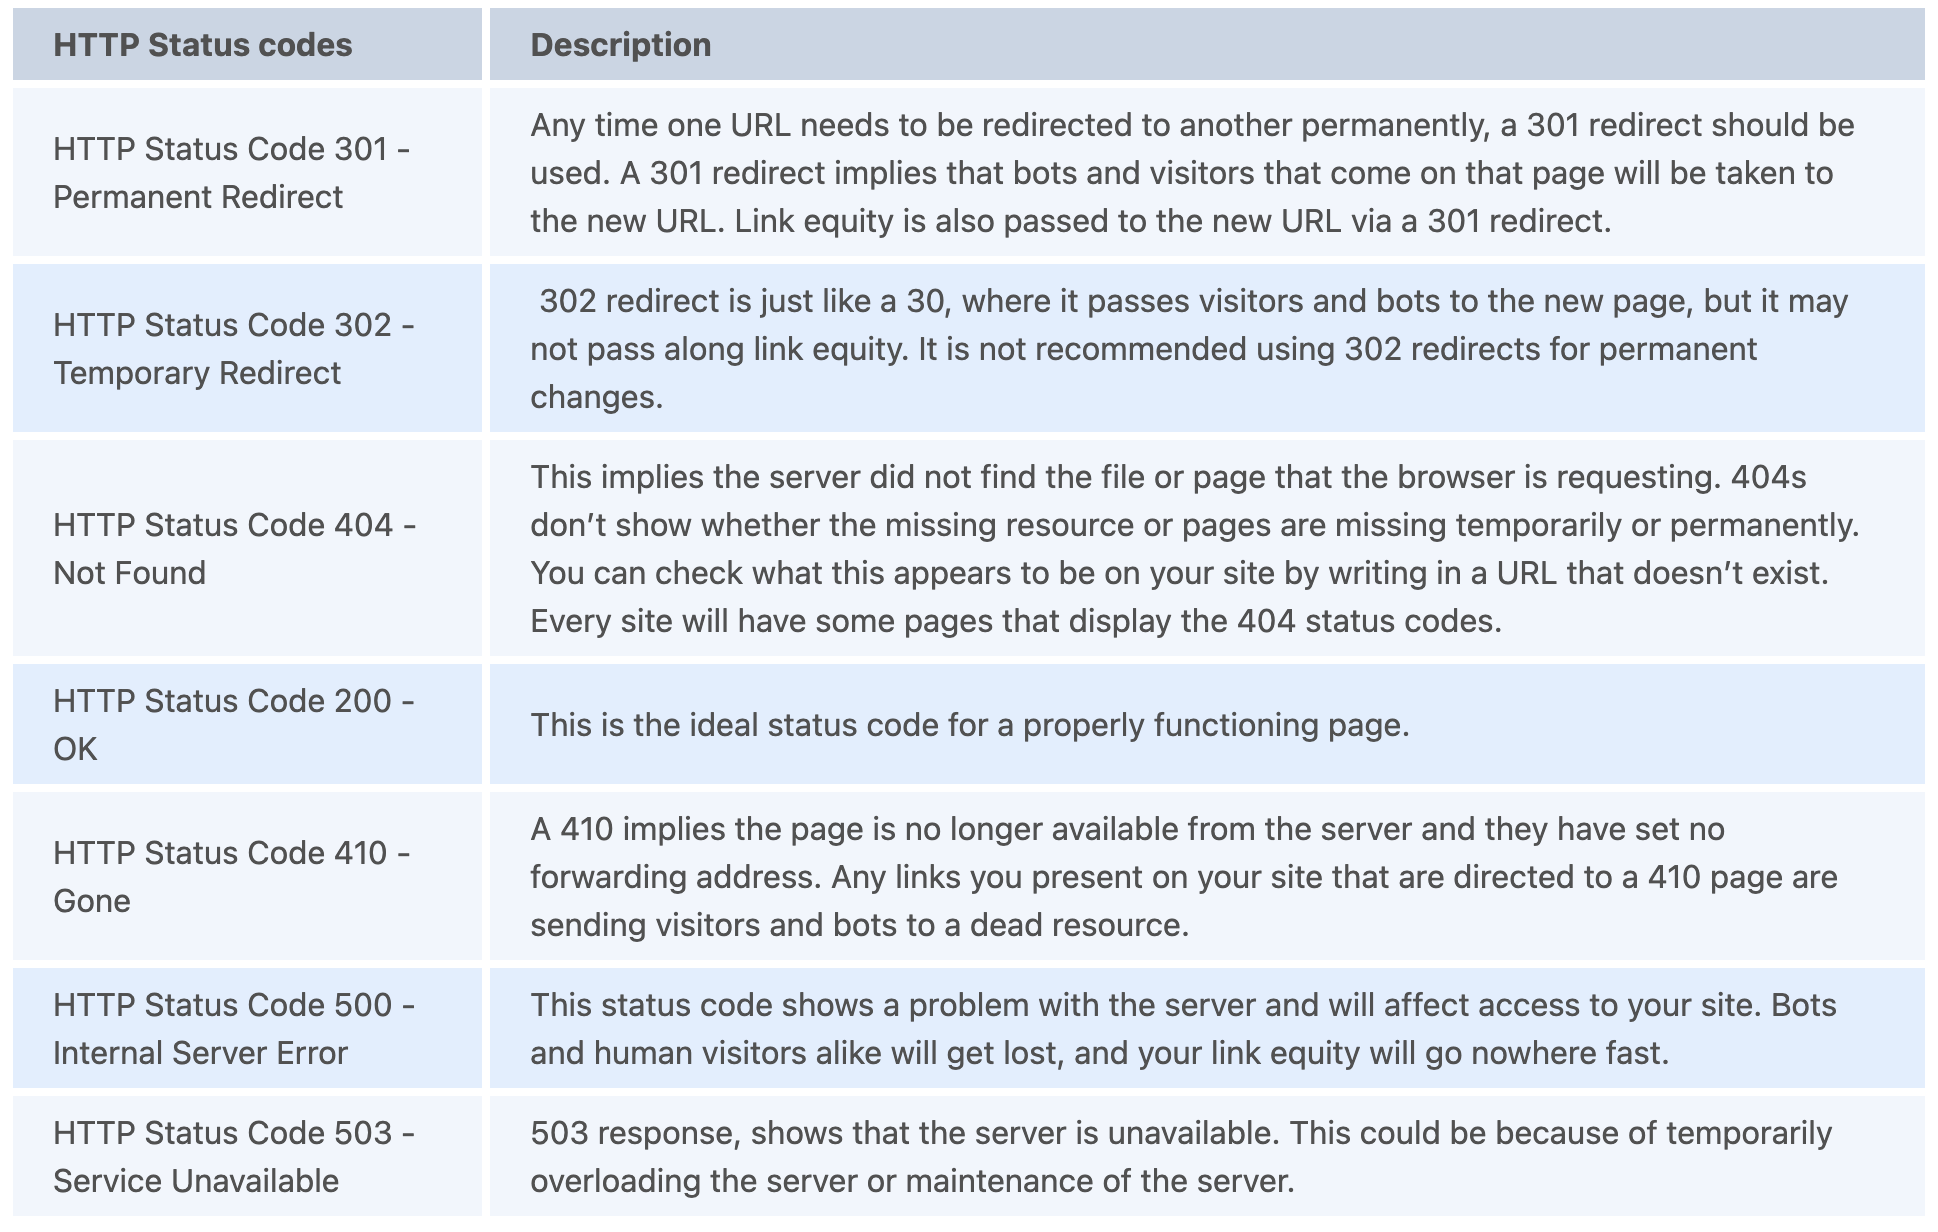 HTTP Status codes
Description
HTTP Status Code 301 -
Permanent Redirect
Any time one URL needs to be redirected to another permanently, a 301 redirect should be
used. A 301 redirect implies that bots and visitors that come on that page will be taken to
the new URL. Link equity is also passed to the new URL via a 301 redirect.
HTTP Status Code 302 -
Temporary Redirect
302 redirect is just like a 30, where it passes visitors and bots to the new page, but it may
not pass along link equity. It is not recommended using 302 redirects for permanent
changes.
HTTP Status Code 404 -
Not Found
This implies the server did not find the file or page that the browser is requesting. 404s
don’t show whether the missing resource or pages are missing temporarily or permanently.
You can check what this appears to be on your site by writing in a URL that doesn’t exist.
Every site will have some pages that display the 404 status codes.
HTTP Status Code 200 -
OK
This is the ideal status code for a properly functioning page.
HTTP Status Code 410 -
Gone
A 410 implies the page is no longer available from the server and they have set no
forwarding address. Any links you present on your site that are directed to a 410 page are
sending visitors and bots to a dead resource.
HTTP Status Code 500 -
Internal Server Error
This status code shows a problem with the server and will affect access to your site. Bots
and human visitors alike will get lost, and your link equity will go nowhere fast.
HTTP Status Code 503 -
Service Unavailable
503 response, shows that the server is unavailable. This could be because of temporarily
overloading the server or maintenance of the server.